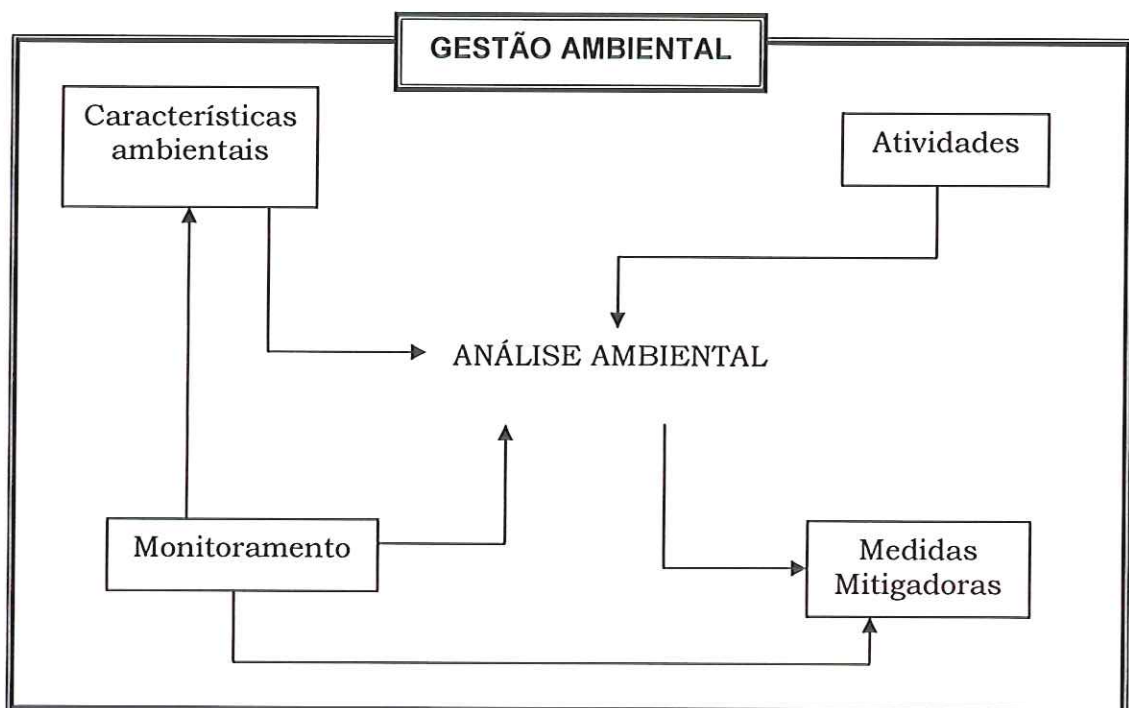 GESTÃO AMBIENTAL
Características
ambientais
Atividades
ANÁLISE AMBIENTAL
Monitoramento
Medidas
Mitigadoras